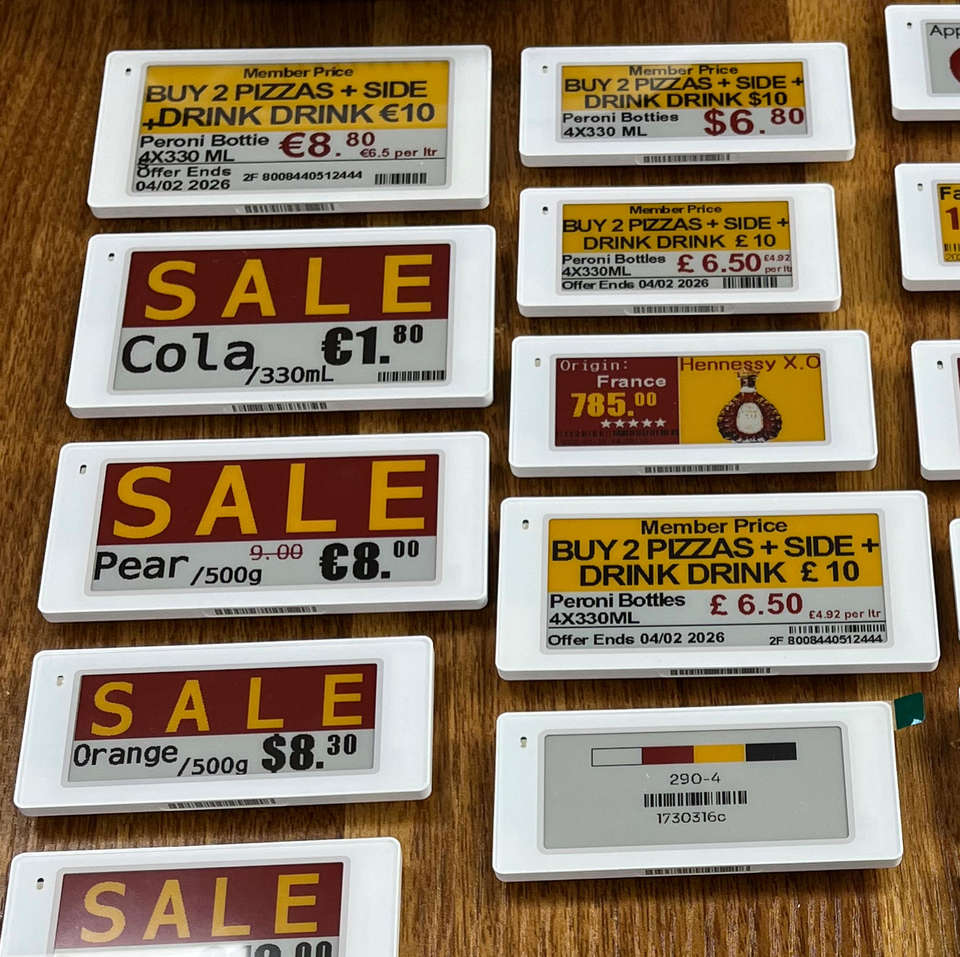 Member Price
BUY 2 PIZZAS + SIDE
+DRINK DRINK €10
Peroni Bottie €8.80
4X330 ML €6.5 per ltr
Offer Ends
04/02 2026 2F 8008440512444
SALE
Cola/330mL €1.80
SALE
9.00
Pear/500g €8.00
SALE
Orange/500g $8.30
SALE
Member Price
BUY 2 PIZZAS + SIDE +
DRINK DRINK $10
Peroni Botties $6.80
4X330 ML
Member Price
BUY 2 PIZZAS + SIDE +
DRINK DRINK £10
Peroni Bottles £6.50 £4.92
4X330ML per ltr
Offer Ends 04/02 2026
Origin: Hennessy X.O
France
785.00
Member Price
BUY 2 PIZZAS + SIDE +
DRINK DRINK £10
Peroni Bottles £6.50
4X330ML £4.92 per ltr
Offer Ends 04/02 2026 2F 8008440512444
290-4
1730316c